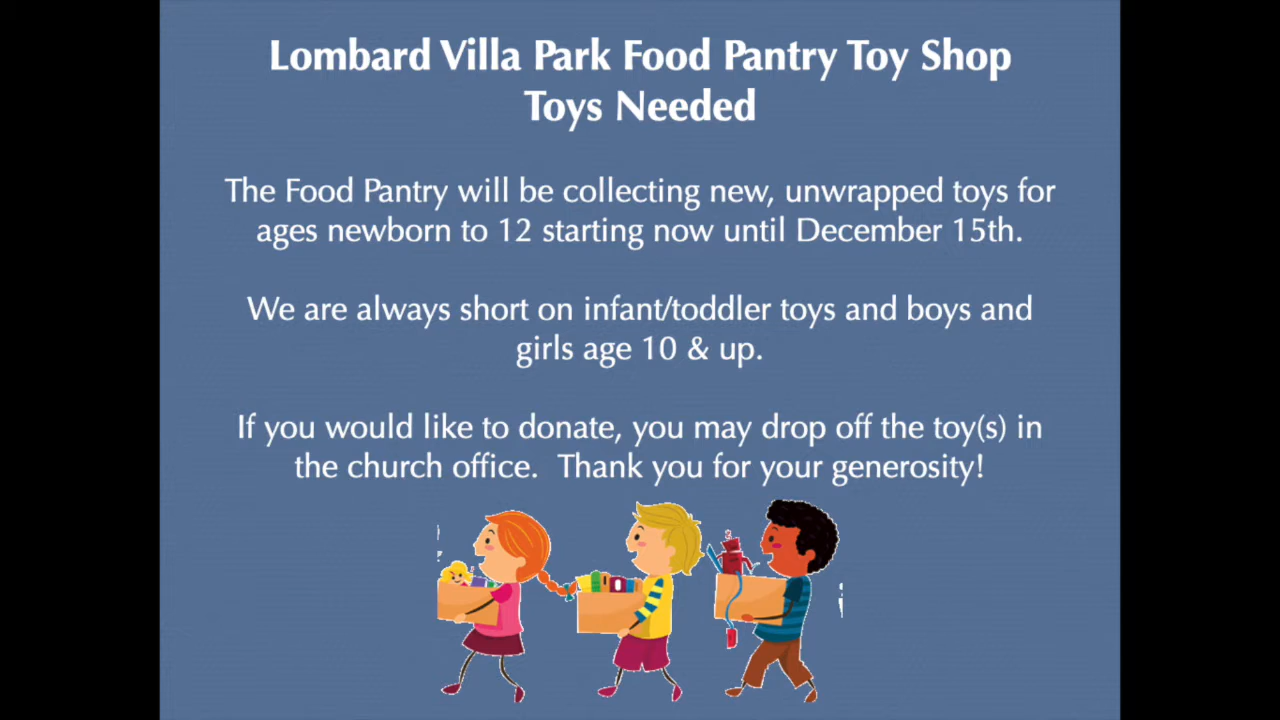 Lombard Villa Park Food Pantry Toy Shop
Toys Needed
The Food Pantry will be collecting new, unwrapped toys for
ages newborn to 12 starting now until December 15th.
We are always short on infant/toddler toys and boys and
girls age 10 & up.
If you would like to donate, you may drop off the toy(s) in
the church office.  Thank you for your generosity!